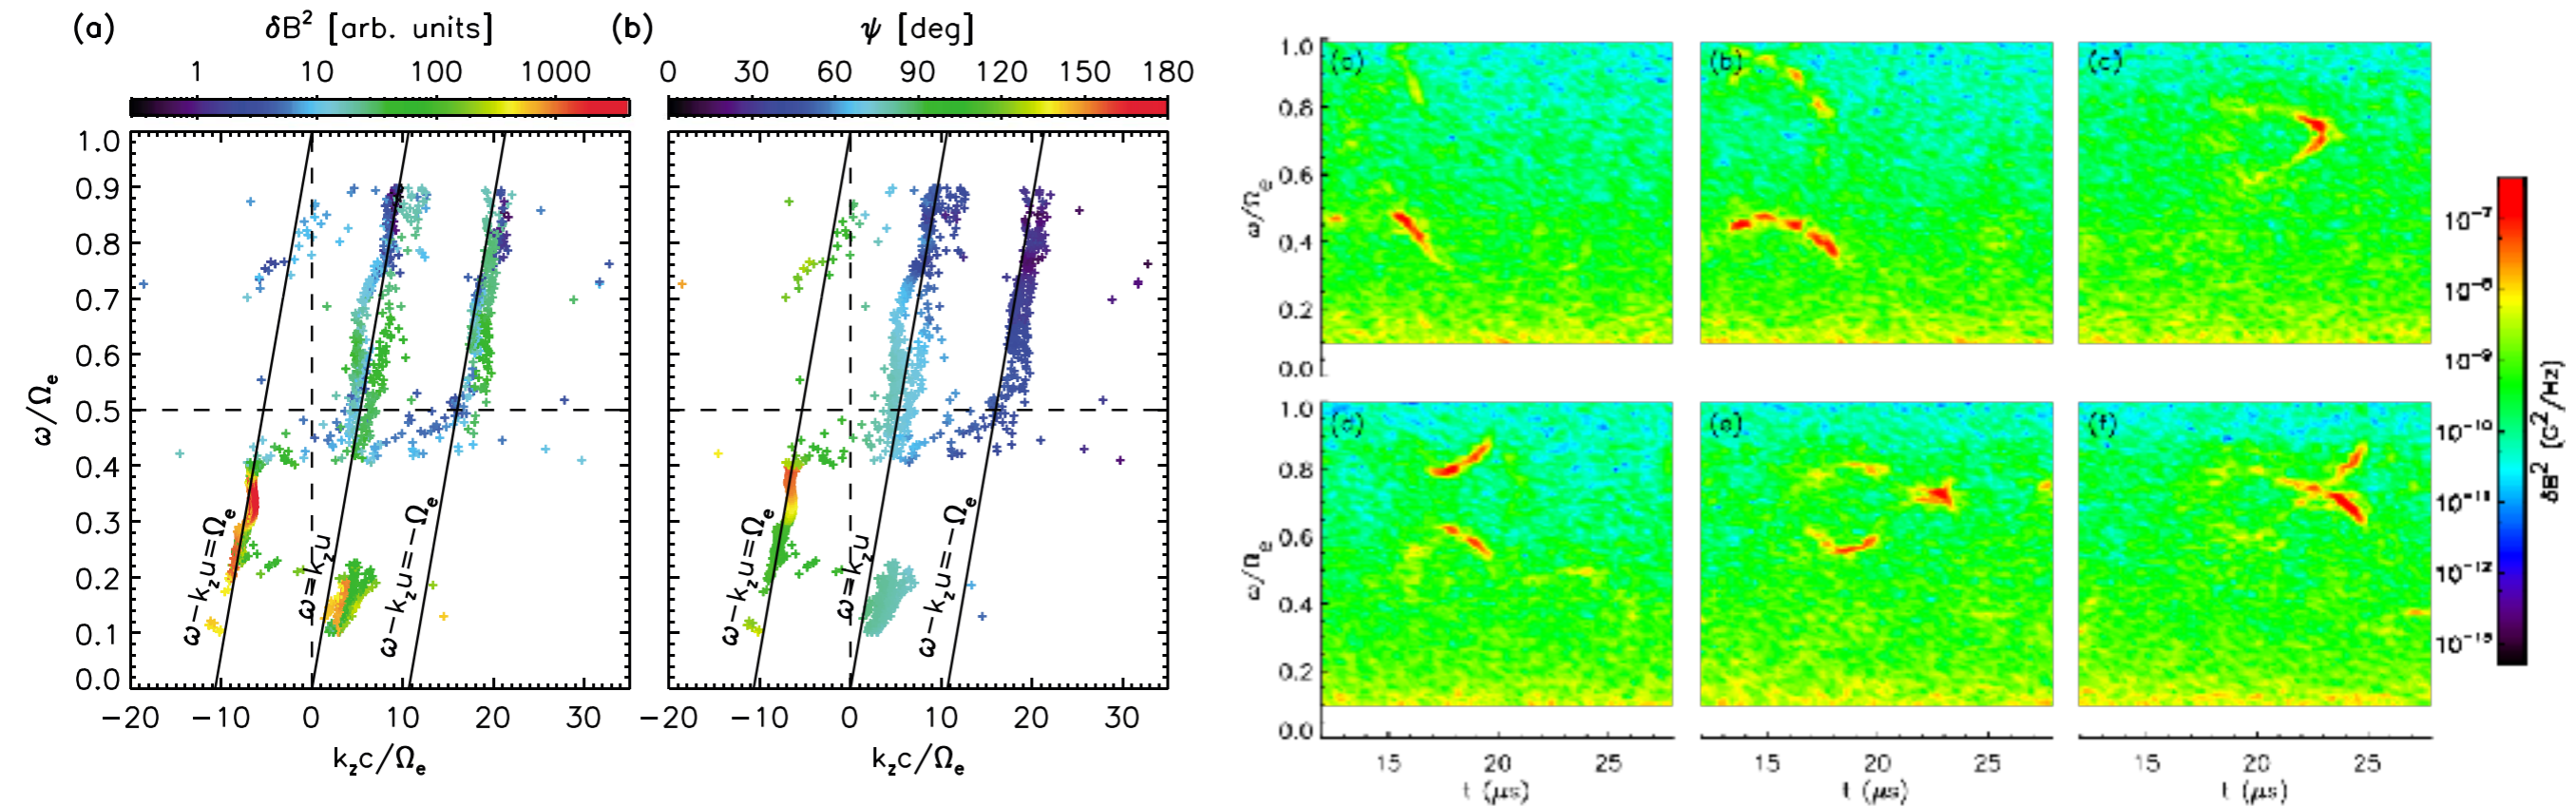 (a) δB² [arb. units]
1 10 100 1000
1.0
0.9
0.8
0.7
0.6
0.5
0.4
0.3
0.2
0.1
0.0
ω/Ωe
ω−kzu=Ωe
ω=kzu
ω−kzu=−Ωe
−20 −10 0 10 20 30
kzc/Ωe
(b) ψ [deg]
0 30 60 90 120 150 180
ω−kzu=Ωe
ω=kzu
ω−kzu=−Ωe
−20 −10 0 10 20 30
kzc/Ωe
(a) (b) (c)
1.0
0.8
0.6
0.4
0.2
0.0
ω/Ωe
(d) (e) (f)
1.0
0.8
0.6
0.4
0.2
0.0
ω/Ωe
15 20 25
t (μs)
15 20 25
t (μs)
15 20 25
t (μs)
10⁻⁷
10⁻⁸
10⁻⁹
10⁻¹⁰
10⁻¹¹
10⁻¹²
10⁻¹³
δB² [G²/Hz]